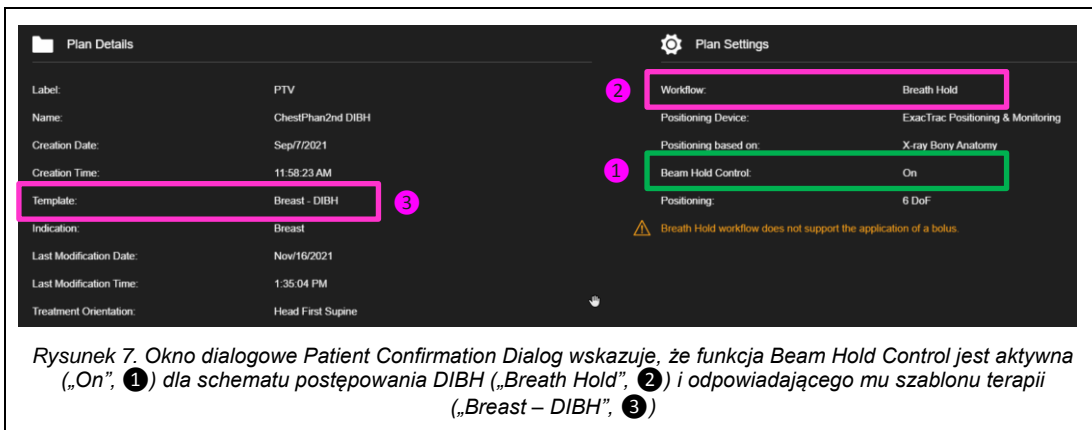 Plan Details
Label: PTV
Name: ChestPhan2nd DIBH
Creation Date: Sep/7/2021
Creation Time: 11:58:23 AM
Template: Breast - DIBH 3
Indication: Breast
Last Modification Date: Nov/16/2021
Last Modification Time: 1:35:04 PM
Treatment Orientation: Head First Supine
Plan Settings
2 Workflow: Breath Hold
Positioning Device: ExacTrac Positioning & Monitoring
Positioning based on: X-ray Bony Anatomy
1 Beam Hold Control: On
Positioning: 6 DoF
Breath Hold workflow does not support the application of a bolus.
Rysunek 7. Okno dialogowe Patient Confirmation Dialog wskazuje, że funkcja Beam Hold Control jest aktywna
(„On”, ❶) dla schematu postępowania DIBH („Breath Hold”, ❷) i odpowiadającego mu szablonu terapii
(„Breast – DIBH”, ❸)